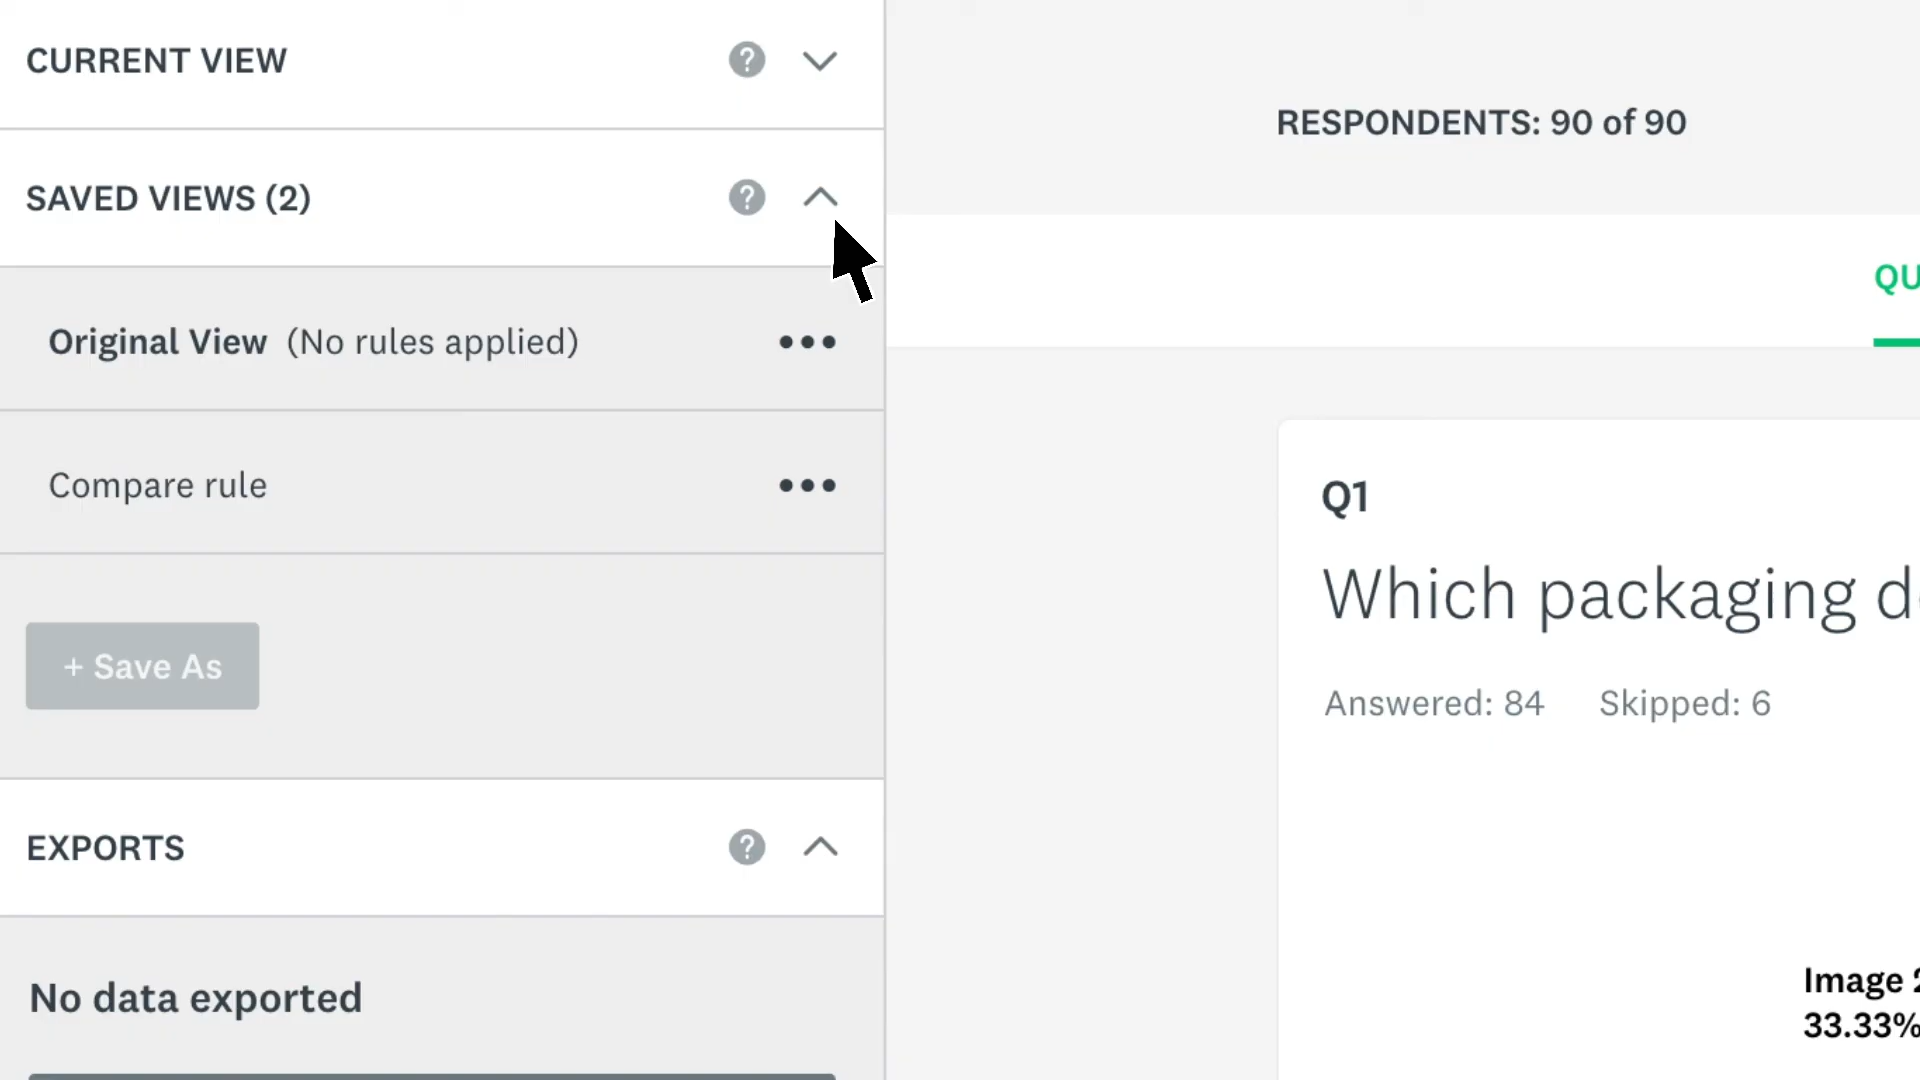 CURRENT VIEW
SAVED VIEWS (2)
Original View (No rules applied)
Compare rule
+ Save As
EXPORTS
No data exported
RESPONDENTS: 90 of 90
QU
Q1
Which packaging d
Answered: 84 Skipped: 6
Image 2
33.33%